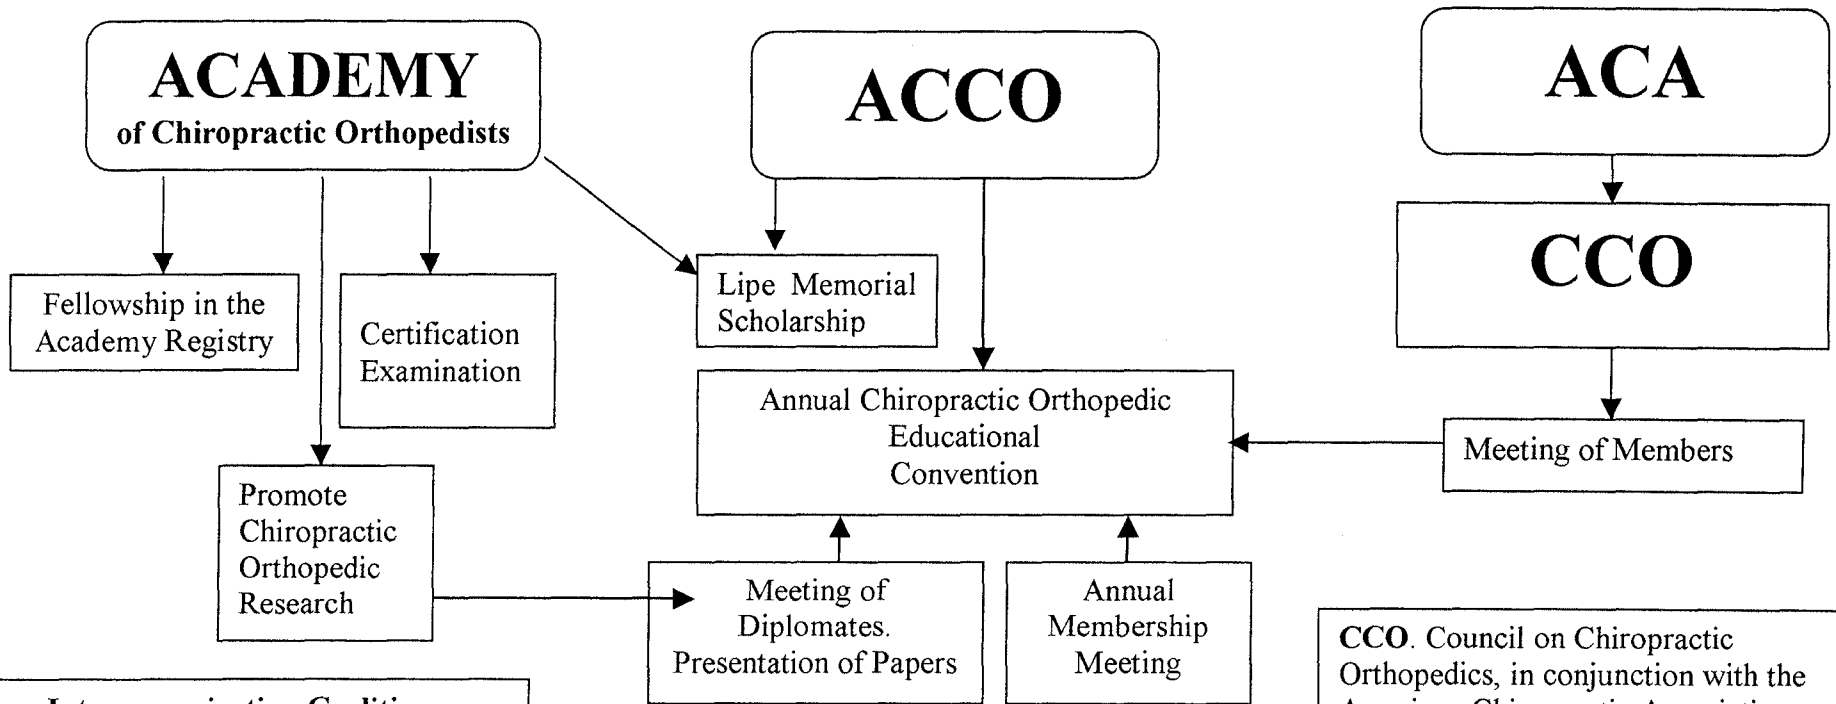 ACADEMY
of Chiropractic Orthopedists
ACCO
ACA
CCO
Fellowship in the
Academy Registry
Certification
Examination
Lipe Memorial
Scholarship
Annual Chiropractic Orthopedic
Educational
Convention
Meeting of Members
Promote
Chiropractic
Orthopedic
Research
Meeting of
Diplomates.
Presentation of Papers
Annual
Membership
Meeting
CCO. Council on Chiropractic
Orthopedics, in conjunction with the